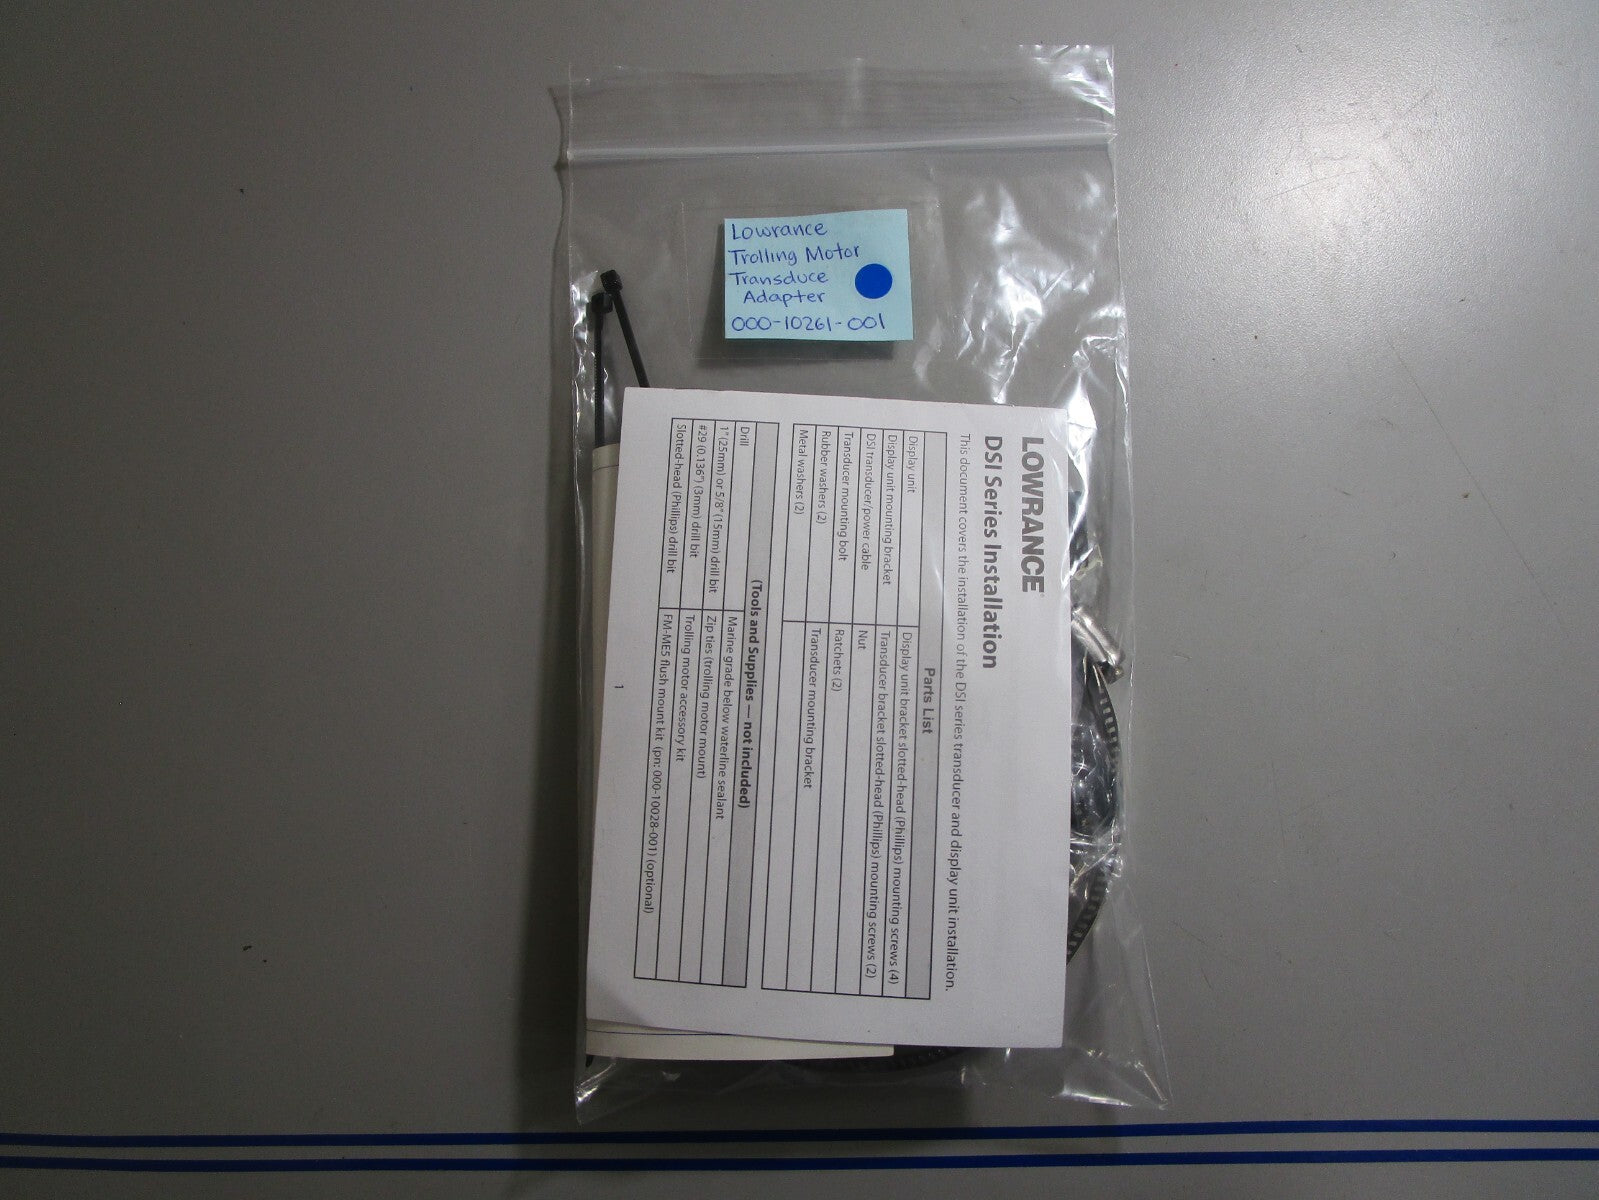 Lowrance
Trolling Motor
Transduce
Adapter
000-10261-001
LOWRANCE
DSI Series Installation
This document covers the installation of the DSI series transducer and display unit installation.
Parts List
Display unit
Display unit bracket slotted-head (Phillips) mounting screws (4)
Display unit mounting bracket
Transducer bracket slotted-head (Phillips) mounting screws (2)
DSI transducer/power cable
Nut
Transducer mounting bolt
Ratchets (2)
Rubber washers (2)
Transducer mounting bracket
Metal washers (2)
(Tools and Supplies — not included)
Drill
Marine grade below waterline sealant
1" (25mm) or 5/8" (15mm) drill bit
Zip ties (trolling motor mount)
#29 (0.136") (3mm) drill bit
Trolling motor accessory kit
Slotted-head (Phillips) drill bit
FM-ME5 flush mount kit (pn: 000-10028-001) (optional)
1